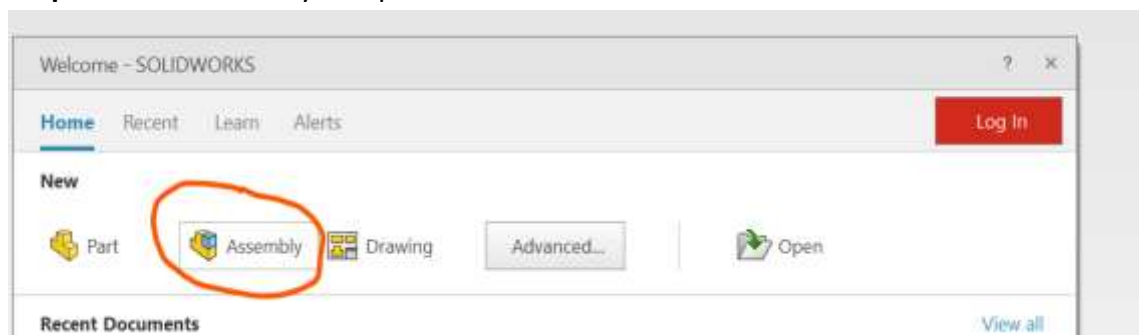 Welcome - SOLIDWORKS ? ×
Home Recent Learn Alerts Log In
New
Part Assembly Drawing Advanced... Open
Recent Documents View all